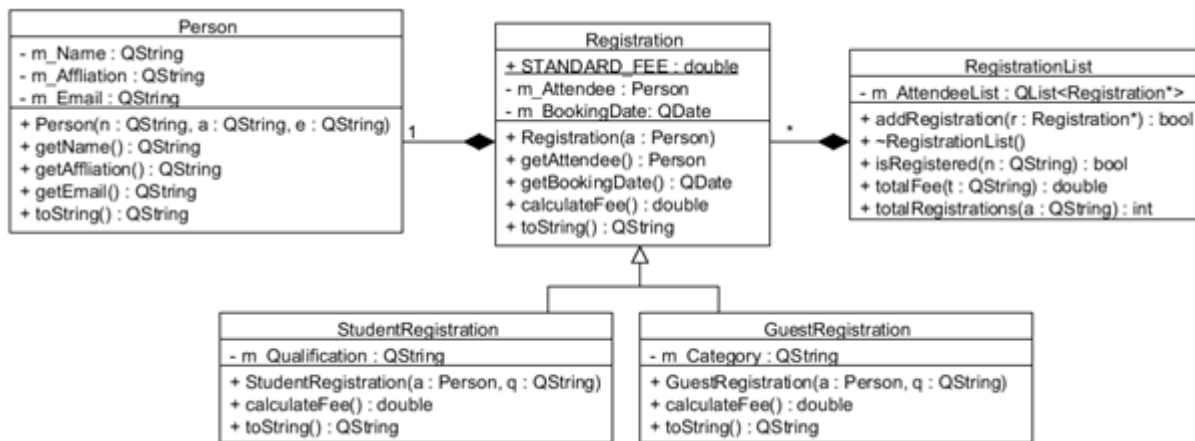 Person
- m_Name : QString
- m_Affliation : QString
- m_Email : QString
+ Person(n : QString, a : QString, e : QString)
+ getName() : QString
+ getAffliation() : QString
+ getEmail() : QString
+ toString() : QString
1
Registration
+ STANDARD_FEE : double
- m_Attendee : Person
- m_BookingDate: QDate
+ Registration(a : Person)
+ getAttendee() : Person
+ getBookingDate() : QDate
+ calculateFee() : double
+ toString() : QString
*
RegistrationList
- m_AttendeeList : QList<Registration*>
+ addRegistration(r : Registration*) : bool
+ ~RegistrationList()
+ isRegistered(n : QString) : bool
+ totalFee(t : QString) : double
+ totalRegistrations(a : QString) : int
StudentRegistration
- m_Qualification : QString
+ StudentRegistration(a : Person, q : QString)
+ calculateFee() : double
+ toString() : QString
GuestRegistration
- m_Category : QString
+ GuestRegistration(a : Person, q : QString)
+ calculateFee() : double
+ toString() : QString